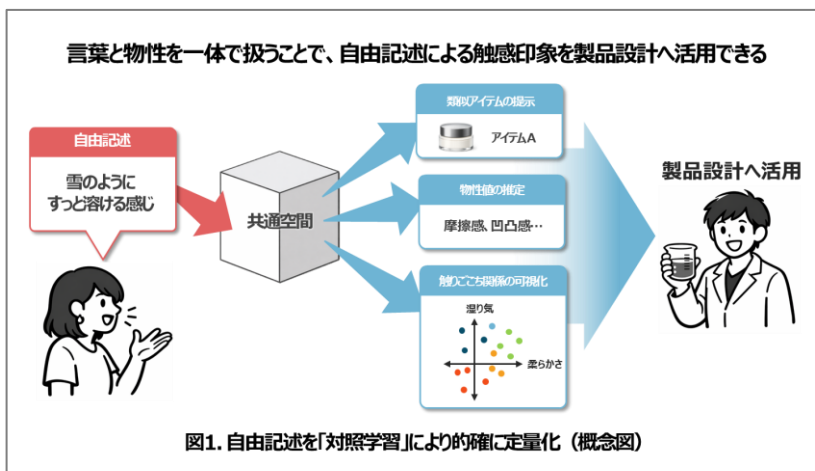 言葉と物性を一体で扱うことで、自由記述による触感印象を製品設計へ活用できる
自由記述
雪のように
すっと溶ける感じ
共通空間
類似アイテムの提示
アイテムA
物性値の推定
摩擦感、凹凸感…
触りごこち関係の可視化
湿り気
柔らかさ
製品設計へ活用
図1. 自由記述を「対照学習」により的確に定量化（概念図）